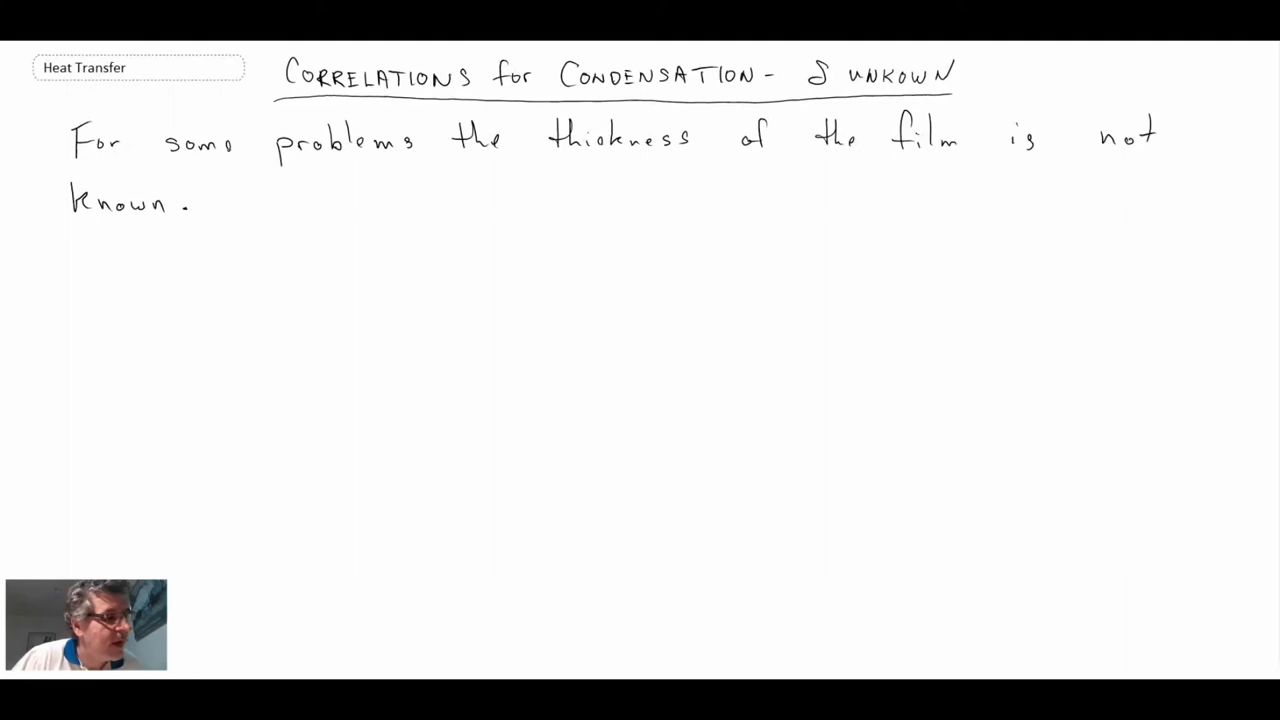 Heat Transfer
CORRELATIONS for CONDENSATION - δ UNKOWN
For some problems the thickness of the film is not
known.